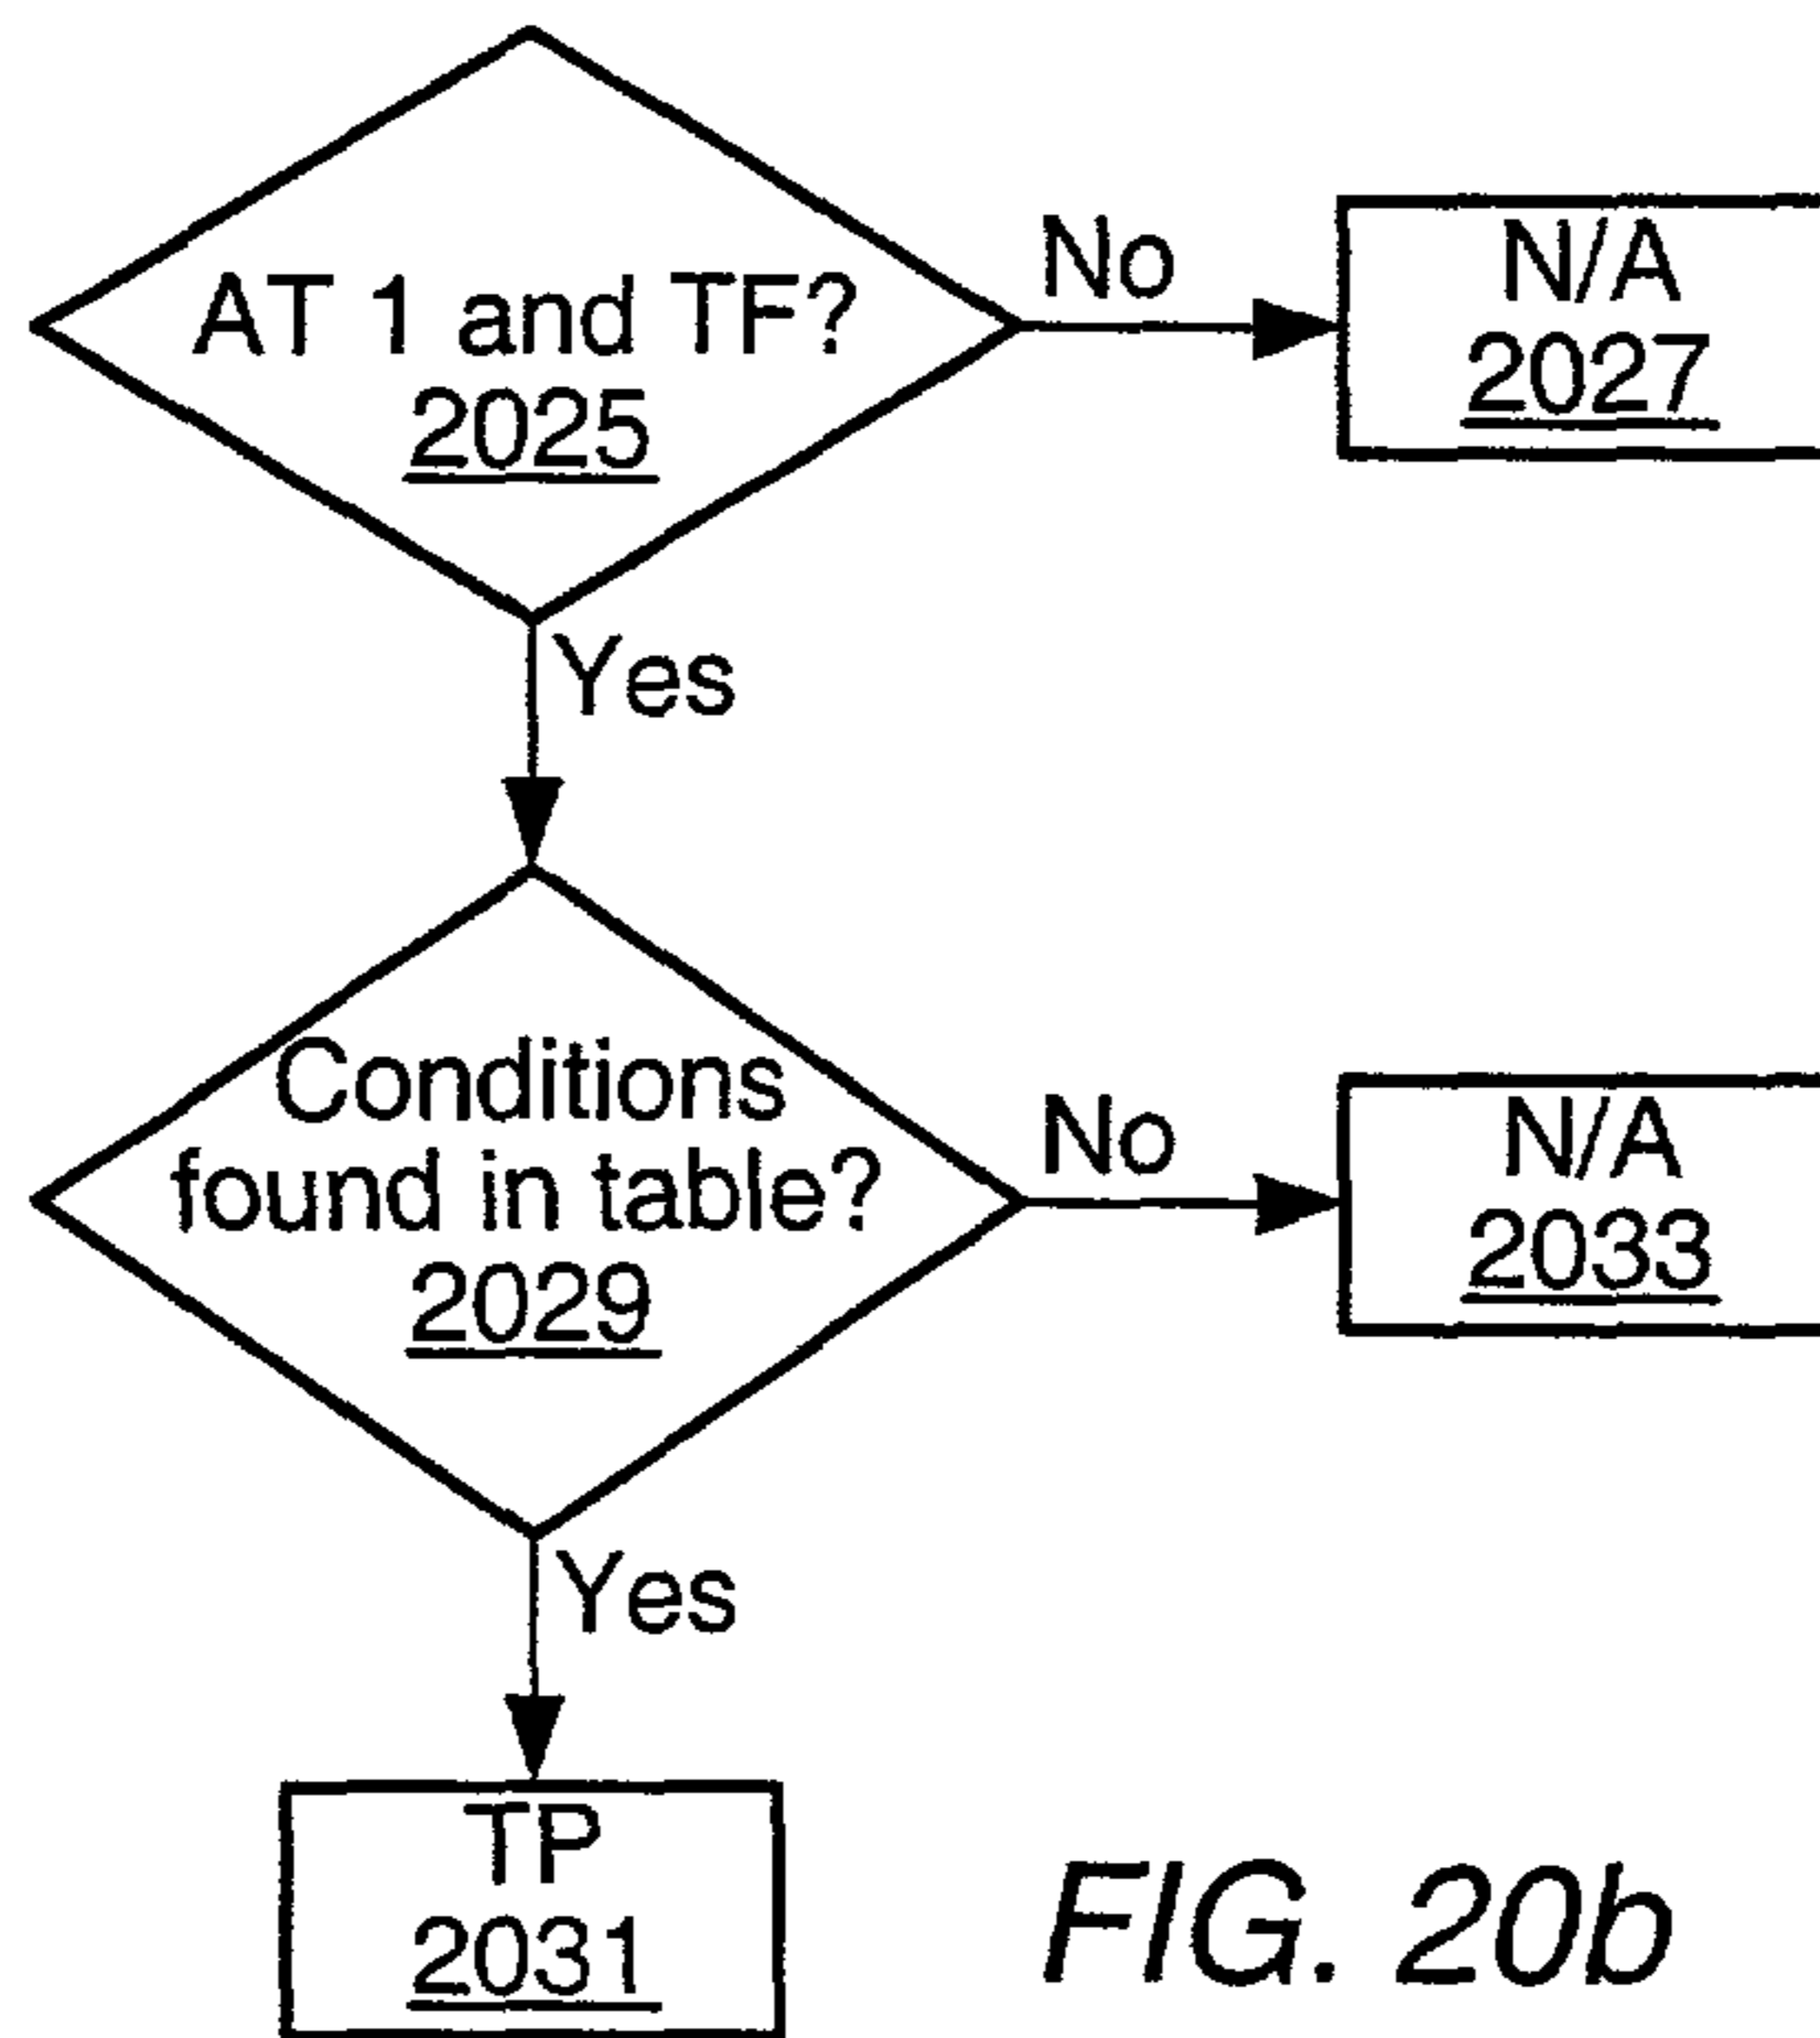 AT 1 and TF?
2025
No
N/A
2027
Yes
Conditions
found in table?
2029
No
N/A
2033
Yes
TP
2031
FIG. 20b